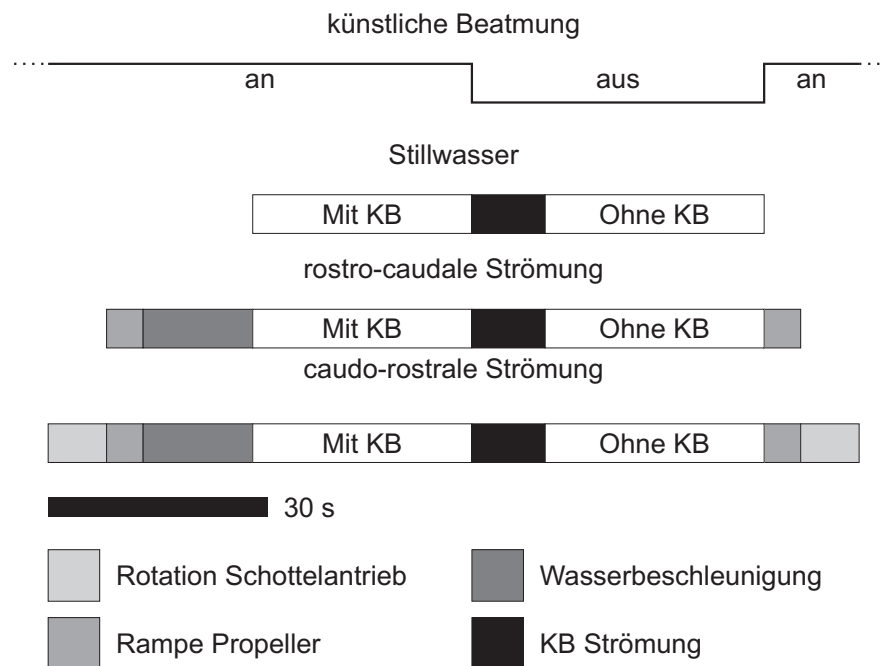 künstliche Beatmung
an aus an
Stillwasser
Mit KB Ohne KB
rostro-caudale Strömung
Mit KB Ohne KB
caudo-rostrale Strömung
Mit KB Ohne KB
30 s
Rotation Schottelantrieb Wasserbeschleunigung
Rampe Propeller KB Strömung